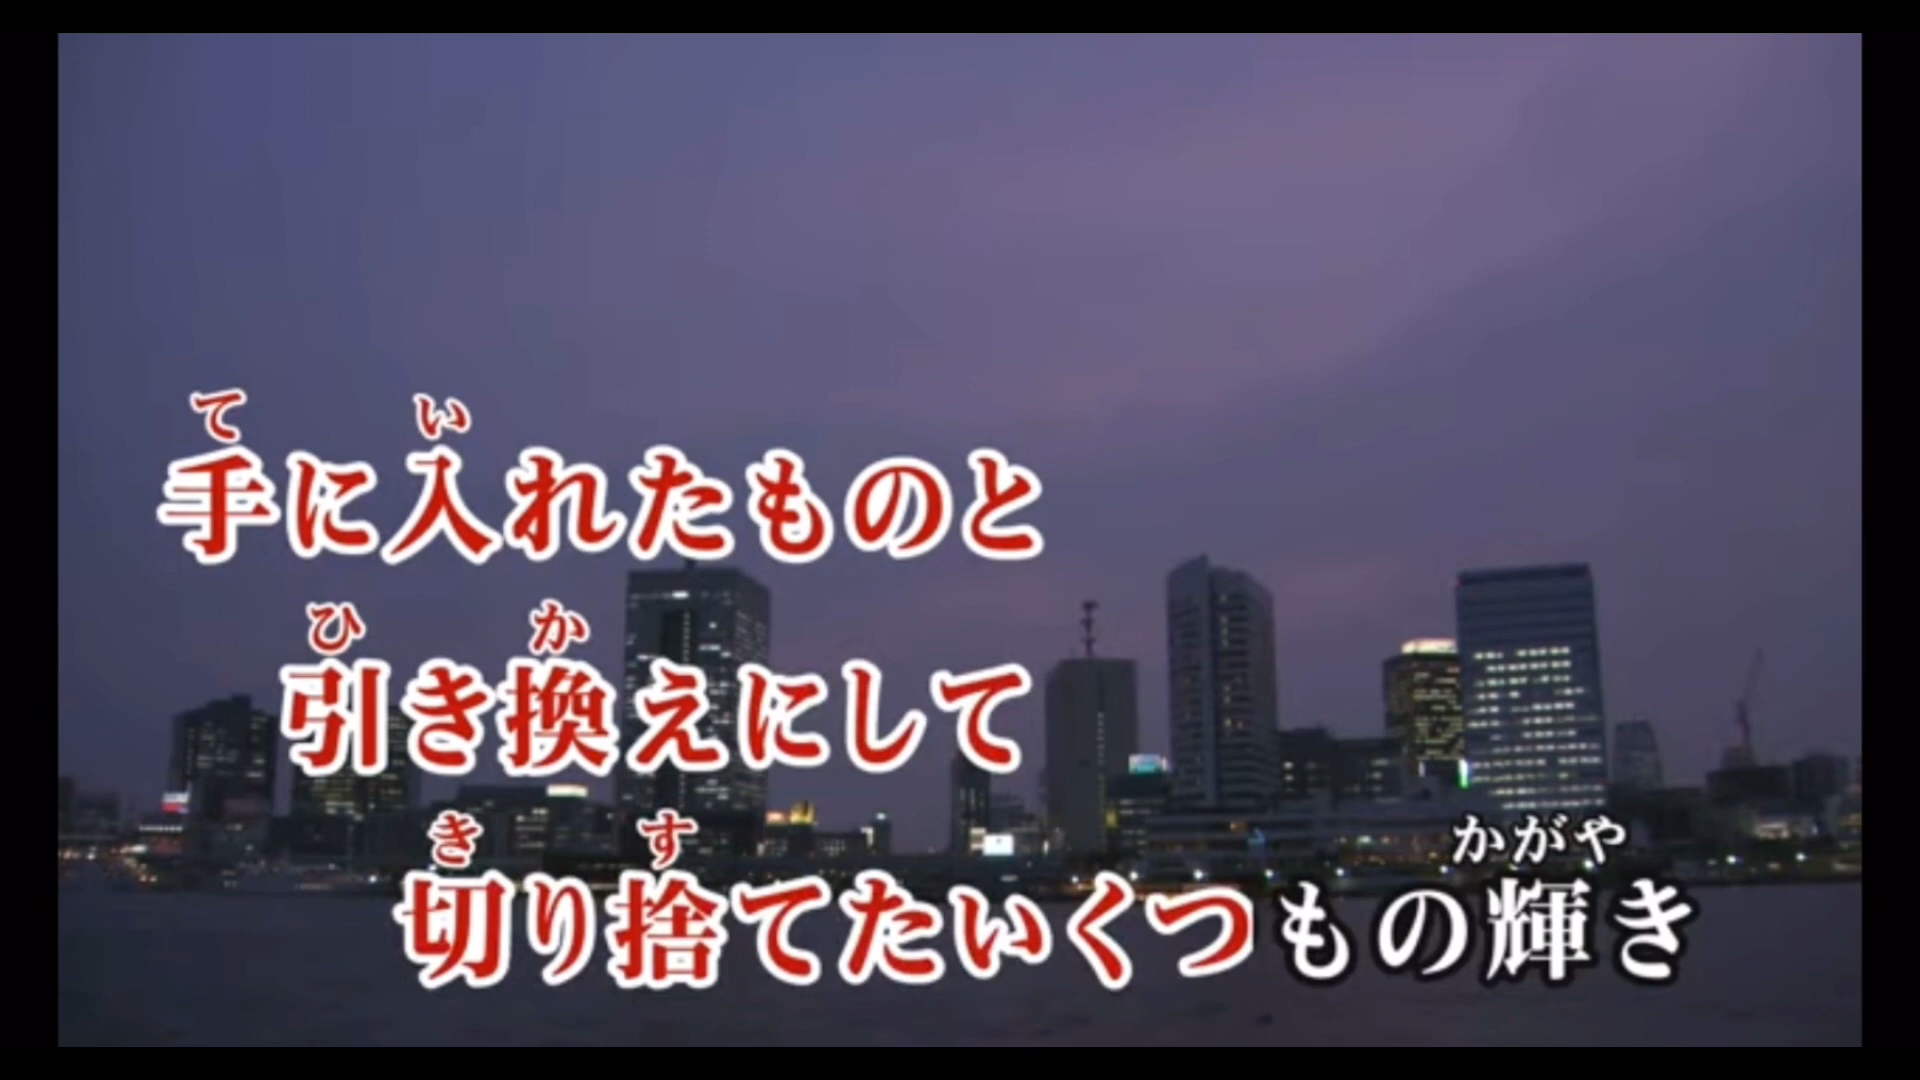 て い
手に入れたものと
ひ か
引き換えにして
き す かがや
切り捨てたいくつもの輝き